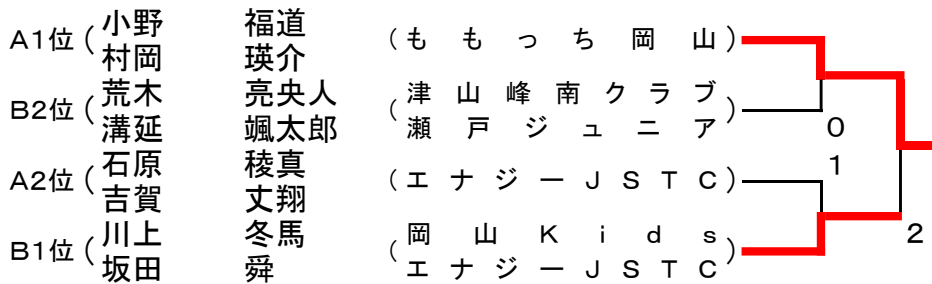 小野 福道
A1位 ( (ももっち岡山)
村岡 瑛介
荒木 亮央人 津山峰南クラブ
B2位 ( ( )
溝延 颯太郎 瀬戸ジュニア
0
石原 稜真 1
A2位 ( (エナジーJSTC)
吉賀 丈翔
川上 冬馬 岡山Kids
B1位 ( ( ) 2
坂田 舜 エナジーJSTC